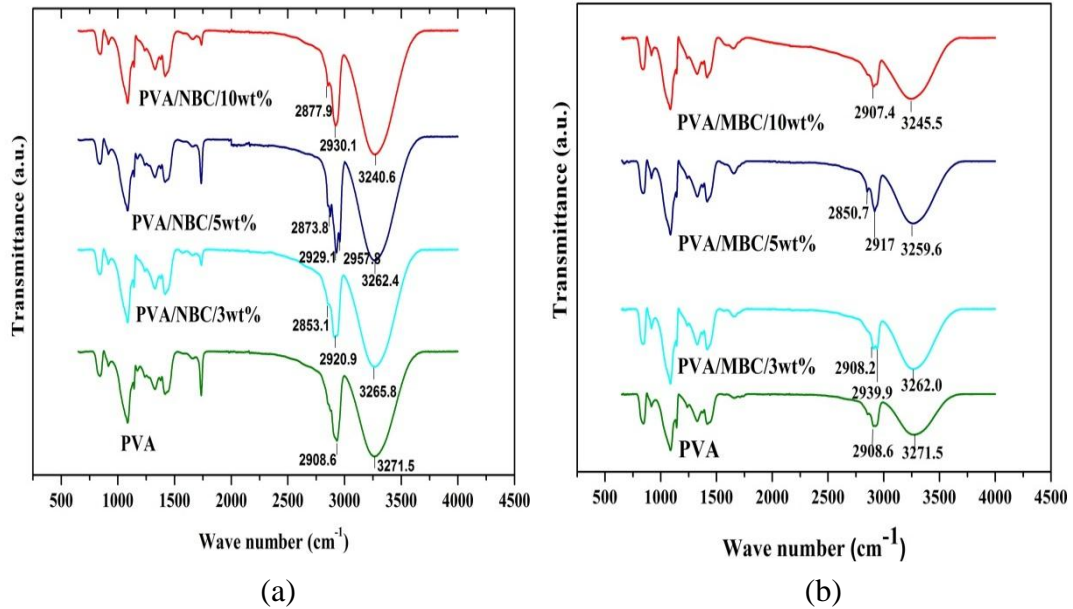 Transmittance (a.u.)
PVA/NBC/10wt%
2877.9
2930.1
3240.6
PVA/NBC/5wt%
2873.8
2929.1
2957.8
3262.4
PVA/NBC/3wt%
2853.1
2920.9
3265.8
PVA
2908.6
3271.5
500 1000 1500 2000 2500 3000 3500 4000 4500
Wave number (cm-1)
(a)
Transmittance (a.u.)
PVA/MBC/10wt%
2907.4
3245.5
PVA/MBC/5wt%
2850.7
2917
3259.6
PVA/MBC/3wt%
2908.2
2939.9
3262.0
PVA
2908.6
3271.5
500 1000 1500 2000 2500 3000 3500 4000 4500
Wave number (cm-1)
(b)